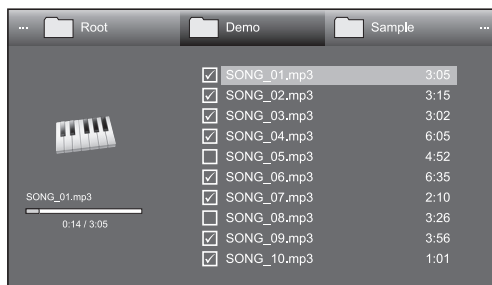 ... Root Demo Sample ...
SONG_01.mp3 3:05
SONG_02.mp3 3:15
SONG_03.mp3 3:02
SONG_04.mp3 6:05
SONG_05.mp3 4:52
SONG_06.mp3 6:35
SONG_07.mp3 2:10
SONG_08.mp3 3:26
SONG_09.mp3 3:56
SONG_10.mp3 1:01
SONG_01.mp3
0:14 / 3:05